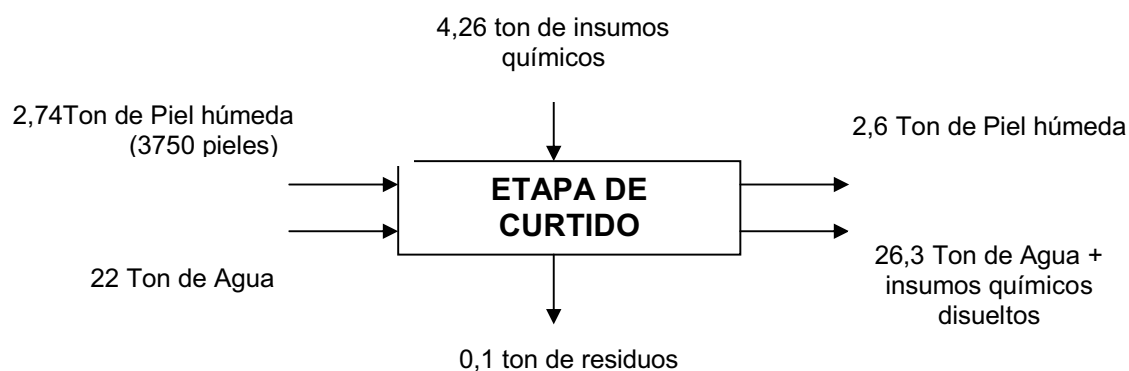 4,26 ton de insumos
químicos
2,74Ton de Piel húmeda
(3750 pieles)
2,6 Ton de Piel húmeda
ETAPA DE
CURTIDO
22 Ton de Agua
26,3 Ton de Agua +
insumos químicos
disueltos
0,1 ton de residuos